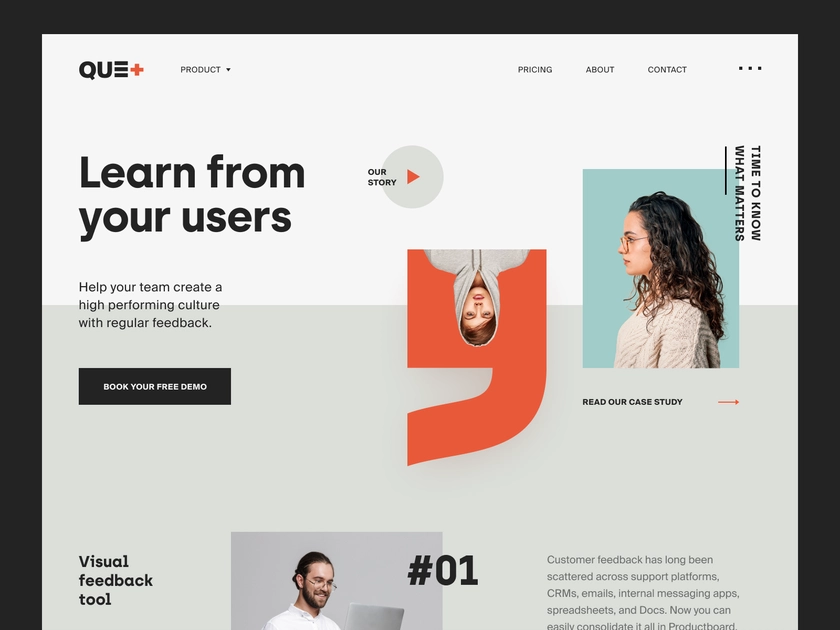 QUE+
PRODUCT
PRICING
ABOUT
CONTACT
Learn from
your users
OUR
STORY
TIME TO KNOW
WHAT MATTERS
Help your team create a
high performing culture
with regular feedback.
BOOK YOUR FREE DEMO
READ OUR CASE STUDY
Visual
feedback
tool
#01
Customer feedback has long been
scattered across support platforms,
CRMs, emails, internal messaging apps,
spreadsheets, and Docs. Now you can
easily consolidate it all in Productboard.